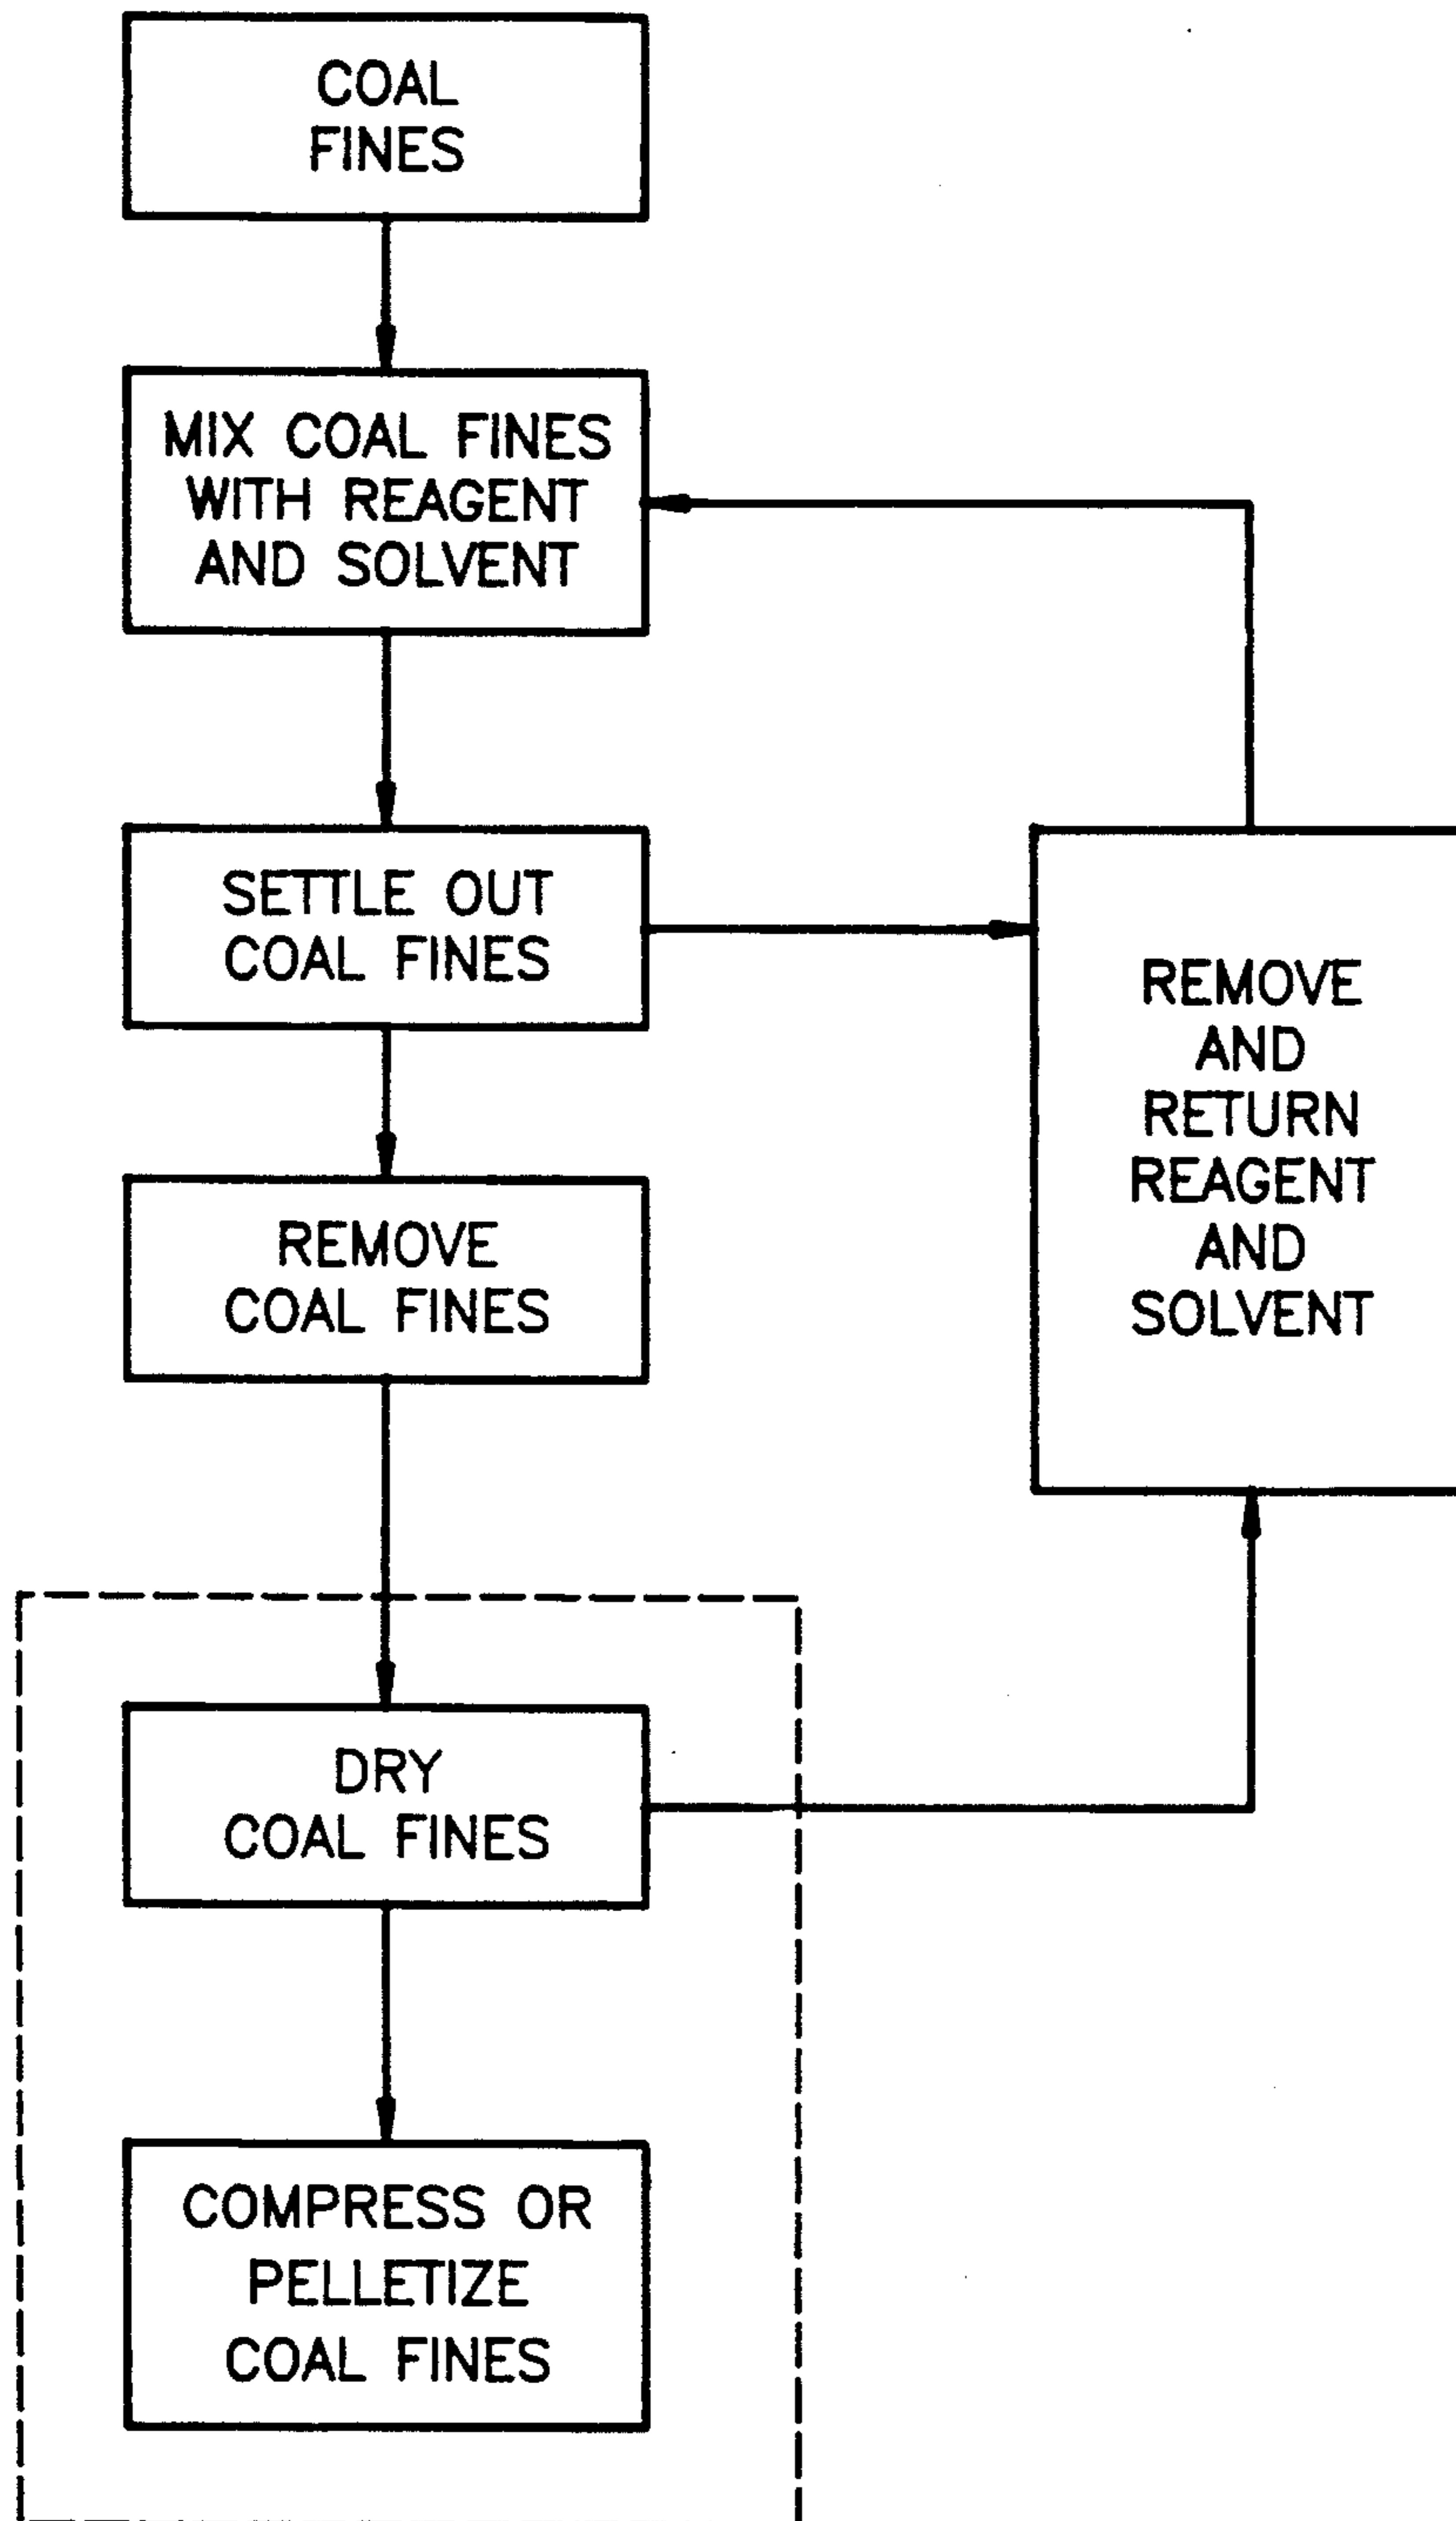 COAL
FINES
MIX COAL FINES
WITH REAGENT
AND SOLVENT
SETTLE OUT
COAL FINES
REMOVE
AND
RETURN
REAGENT
AND
SOLVENT
REMOVE
COAL FINES
DRY
COAL FINES
COMPRESS OR
PELLETIZE
COAL FINES